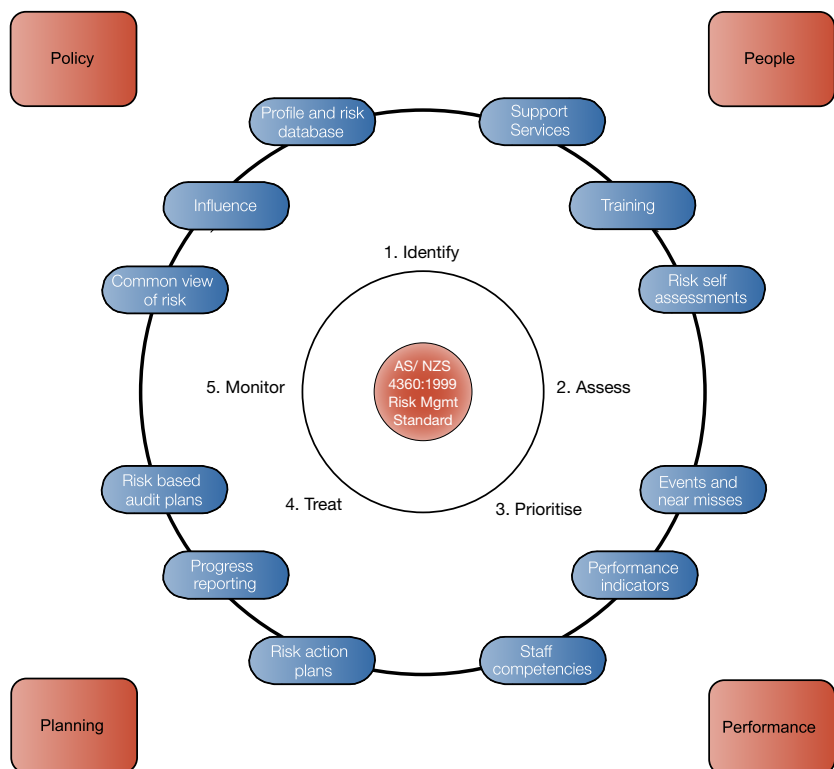 Policy
People
Profile and risk
database
Support
Services
Influence
Training
1. Identify
Common view
of risk
Risk self
assessments
AS/ NZS
4360:1999
Risk Mgmt
Standard
5. Monitor
2. Assess
Risk based
audit plans
4. Treat
3. Prioritise
Events and
near misses
Progress
reporting
Performance
indicators
Risk action
plans
Staff
competencies
Planning
Performance